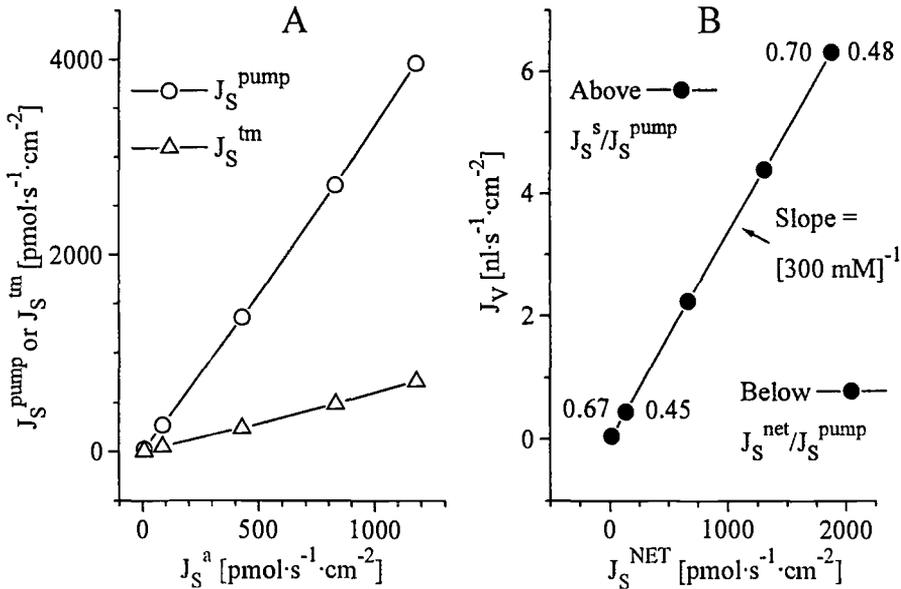 A
4000
2000
0
J_S^pump or J_S^tm [pmol·s^-1·cm^-2]
J_S^pump
J_S^tm
0 500 1000
J_S^a [pmol·s^-1·cm^-2]
B
6
4
2
0
J_V [nl·s^-1·cm^-2]
0.70 0.48
Above
J_S^s/J_S^pump
Slope =
[300 mM]^-1
0.67 0.45
Below
J_S^net/J_S^pump
0 1000 2000
J_S^NET [pmol·s^-1·cm^-2]